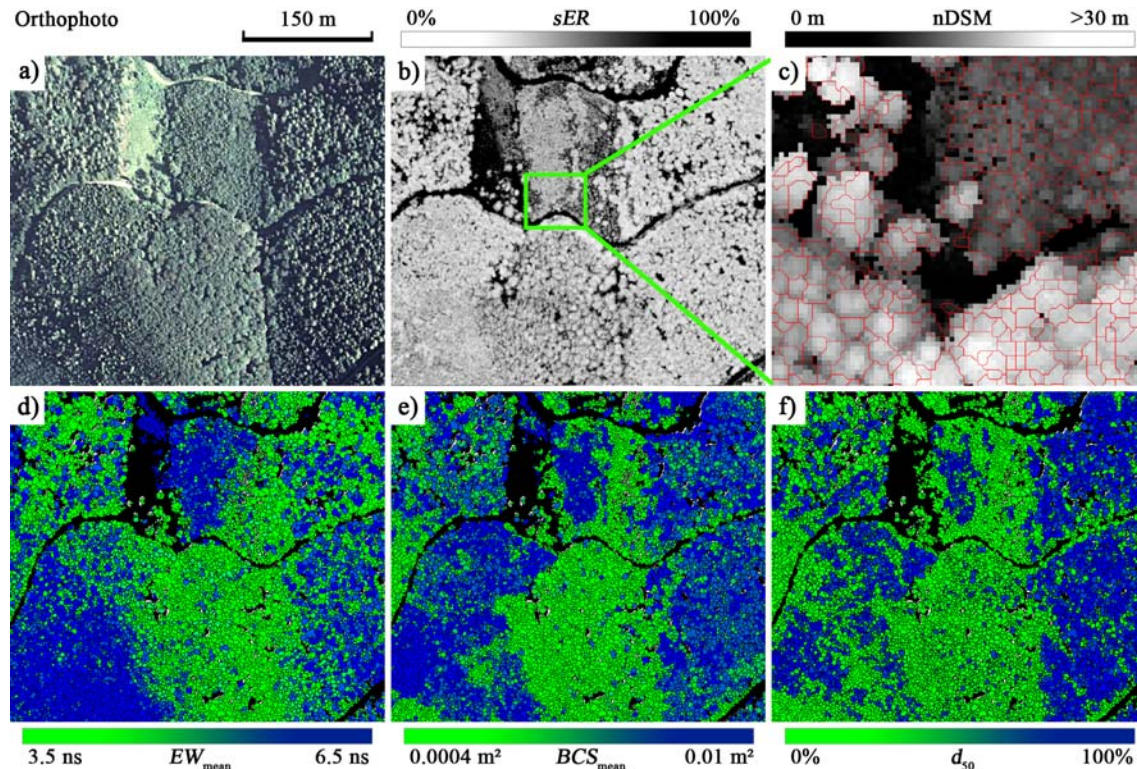 Orthophoto
150 m
0% sER 100%
0 m nDSM >30 m
a)
b)
c)
d)
e)
f)
3.5 ns EWmean 6.5 ns
0.0004 m² BCSmean 0.01 m²
0% d50 100%